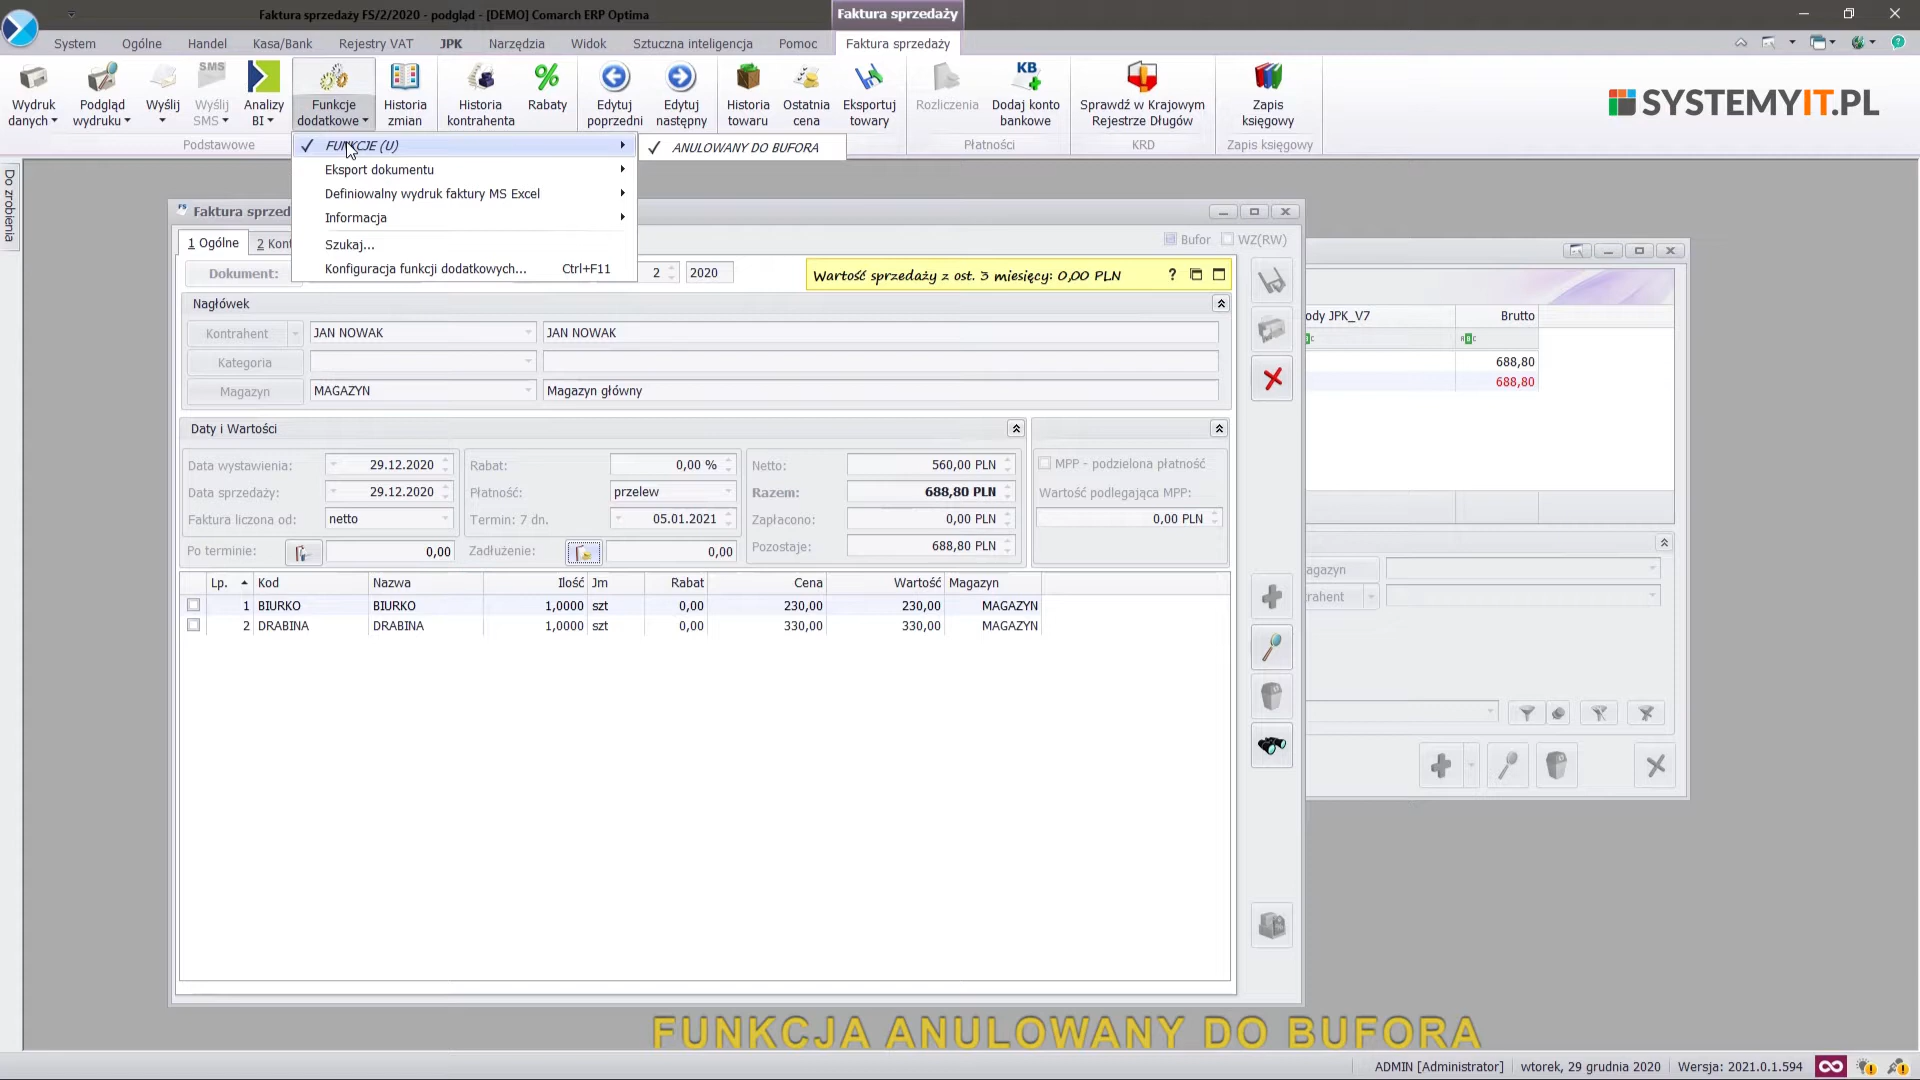 Faktura sprzedaży FS/2/2020 - podgląd - [DEMO] Comarch ERP Optima
Faktura sprzedaży
System Ogólne Handel Kasa/Bank Rejestry VAT JPK Narzędzia Widok Sztuczna inteligencja Pomoc Faktura sprzedaży
Wydruk danych
Podgląd wydruku
Wyślij
SMS
Wyślij SMS
Analizy BI
Funkcje dodatkowe
Historia zmian
Historia kontrahenta
Rabaty
Edytuj poprzedni
Edytuj następny
Historia towaru
Ostatnia cena
Eksportuj towary
Rozliczenia
KB
Dodaj konto bankowe
Sprawdź w Krajowym Rejestrze Długów
Zapis księgowy
SYSTEMYIT.PL
Podstawowe
Płatności
KRD
Zapis księgowy
FUNKCJE (U)
ANULOWANY DO BUFORA
Eksport dokumentu
Definiowalny wydruk faktury MS Excel
Informacja
Szukaj...
Konfiguracja funkcji dodatkowych... Ctrl+F11
Do zrobienia
FS Faktura sprzed
1 Ogólne 2 Kont
Bufor WZ(RW)
Dokument: 2 2020
Wartość sprzedaży z ost. 3 miesięcy: 0,00 PLN ?
Nagłówek
Kontrahent JAN NOWAK JAN NOWAK
Kategoria
Magazyn MAGAZYN Magazyn główny
Daty i Wartości
Data wystawienia: 29.12.2020 Rabat: 0,00 % Netto: 560,00 PLN MPP - podzielona płatność
Data sprzedaży: 29.12.2020 Płatność: przelew Razem: 688,80 PLN Wartość podlegająca MPP:
Faktura liczona od: netto Termin: 7 dn. 05.01.2021 Zapłacono: 0,00 PLN 0,00 PLN
Po terminie: 0,00 Zadłużenie: 0,00 Pozostaje: 688,80 PLN
Lp. Kod Nazwa Ilość Jm Rabat Cena Wartość Magazyn
1 BIURKO BIURKO 1,0000 szt 0,00 230,00 230,00 MAGAZYN
2 DRABINA DRABINA 1,0000 szt 0,00 330,00 330,00 MAGAZYN
ody JPK_V7 Brutto
688,80
688,80
agazyn
rahent
FUNKCJA ANULOWANY DO BUFORA
ADMIN [Administrator] wtorek, 29 grudnia 2020 Wersja: 2021.0.1.594